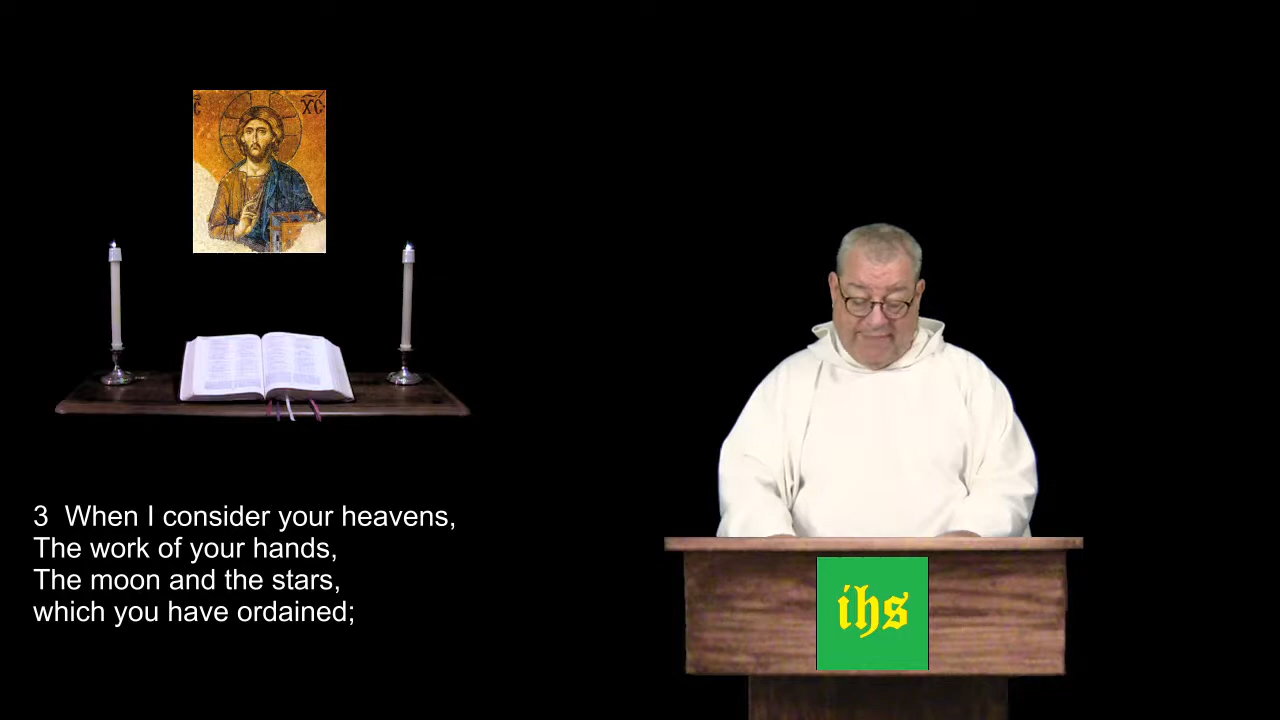 ΧС
3 When I consider your heavens,
The work of your hands,
The moon and the stars,
which you have ordained;
ihs